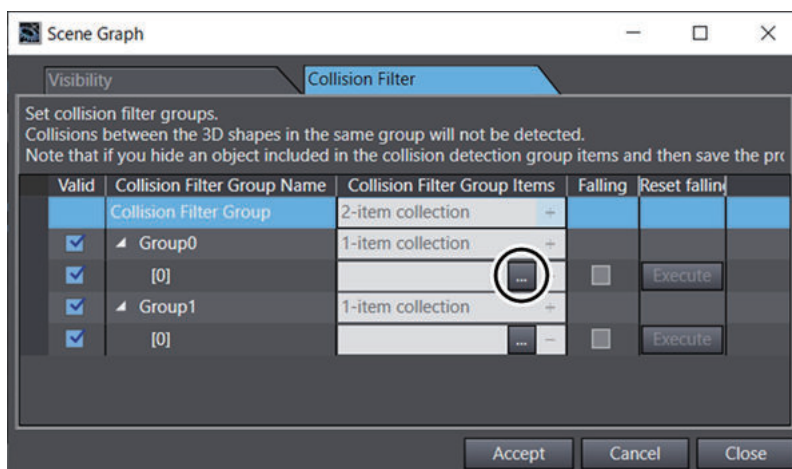 Scene Graph
Visibility Collision Filter
Set collision filter groups.
Collisions between the 3D shapes in the same group will not be detected.
Note that if you hide an object included in the collision detection group items and then save the pro
Valid Collision Filter Group Name Collision Filter Group Items Falling Reset falling
Collision Filter Group 2-item collection +
Group0 1-item collection +
[0] ... -
Execute
Group1 1-item collection +
[0] ... - Execute
Accept Cancel Close